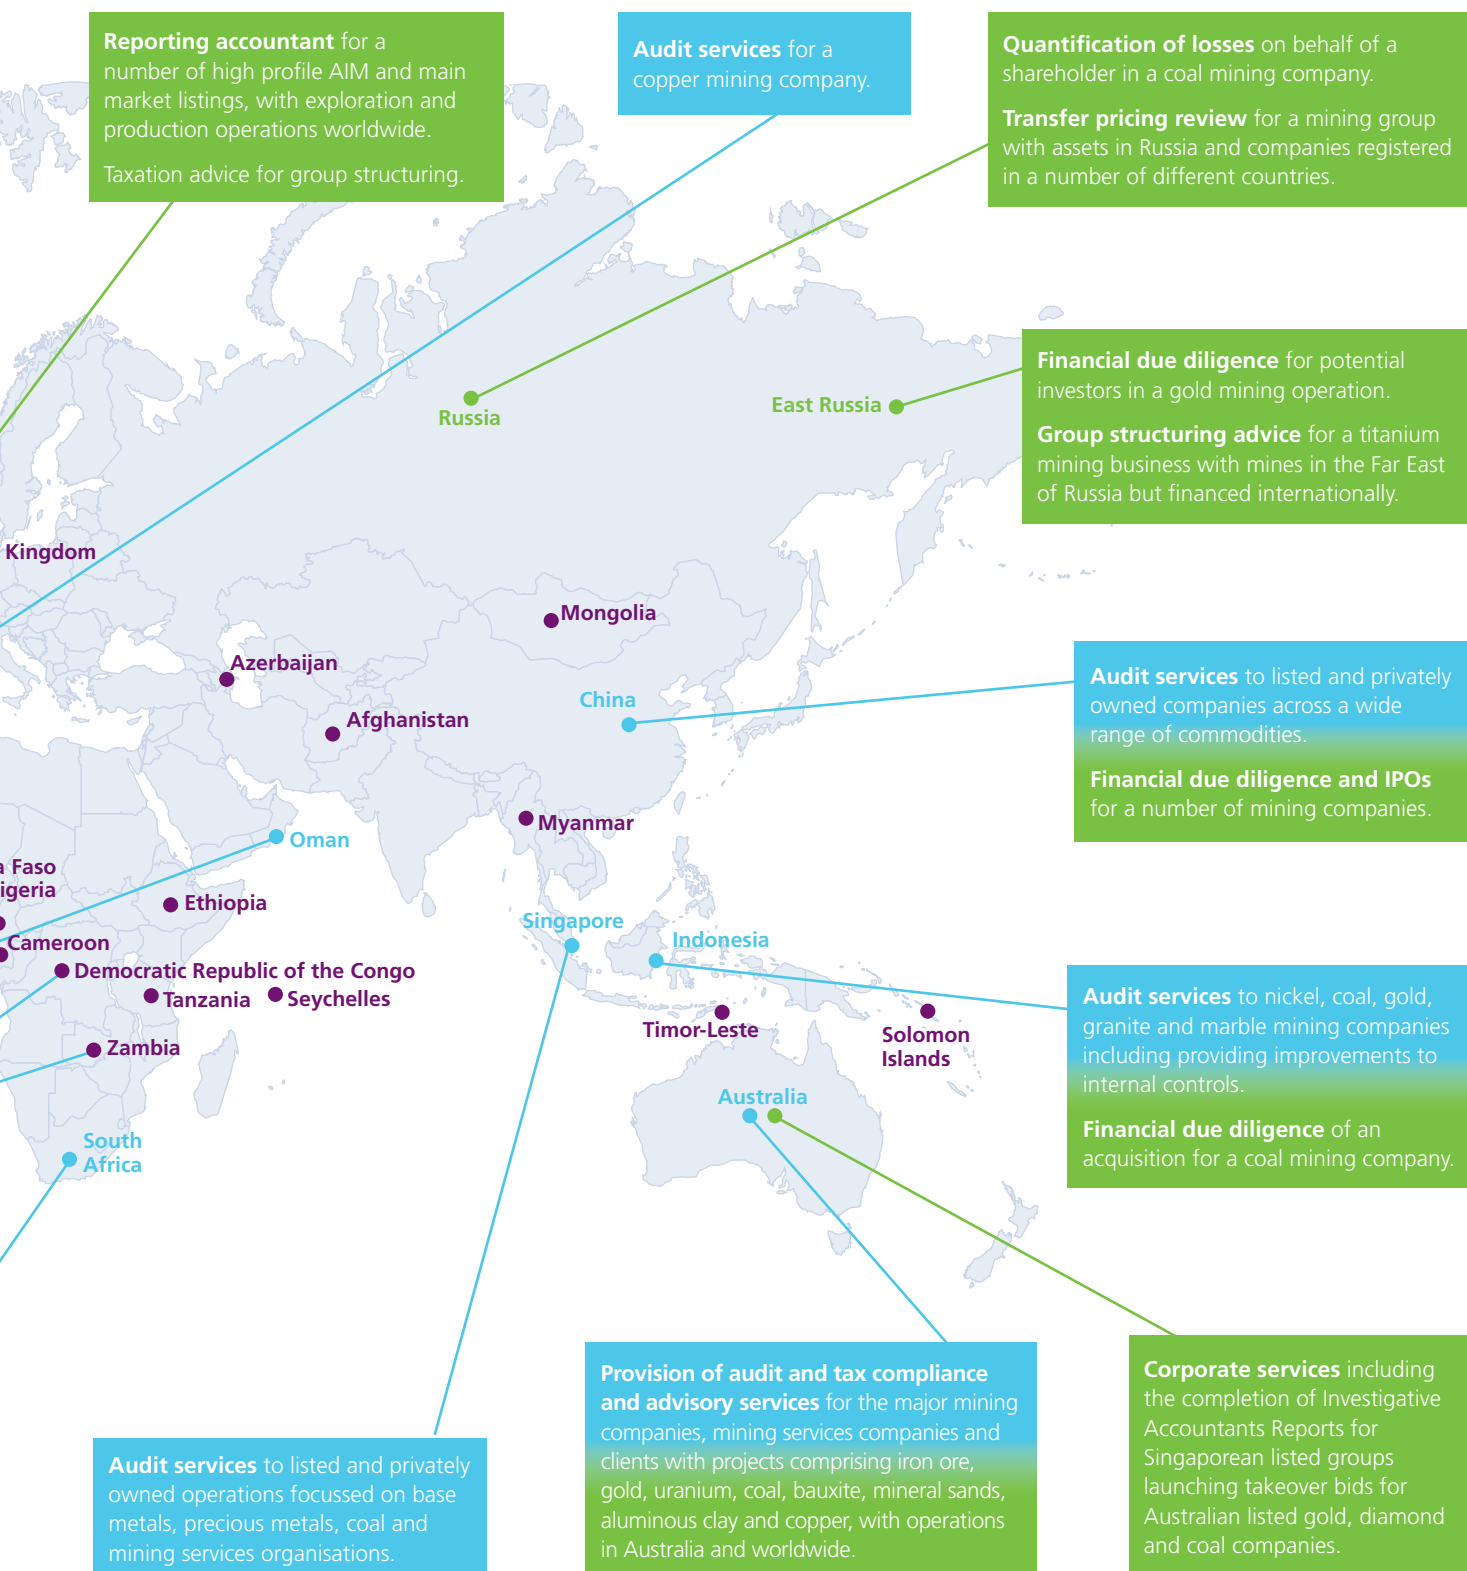 Reporting accountant for a
number of high profile AIM and main
market listings, with exploration and
production operations worldwide.
Taxation advice for group structuring.
Audit services for a
copper mining company.
Quantification of losses on behalf of a
shareholder in a coal mining company.
Transfer pricing review for a mining group
with assets in Russia and companies registered
in a number of different countries.
Russia
East Russia
Financial due diligence for potential
investors in a gold mining operation.
Group structuring advice for a titanium
mining business with mines in the Far East
of Russia but financed internationally.
Kingdom
Mongolia
Azerbaijan
China
Afghanistan
Audit services to listed and privately
owned companies across a wide
range of commodities.
Financial due diligence and IPOs
for a number of mining companies.
Myanmar
Oman
a Faso
igeria
Ethiopia
Cameroon
Singapore
Indonesia
Democratic Republic of the Congo
Tanzania
Seychelles
Timor-Leste
Solomon
Islands
Zambia
Audit services to nickel, coal, gold,
granite and marble mining companies
including providing improvements to
internal controls.
Financial due diligence of an
acquisition for a coal mining company.
Australia
South
Africa
Audit services to listed and privately
owned operations focussed on base
metals, precious metals, coal and
mining services organisations.
Provision of audit and tax compliance
and advisory services for the major mining
companies, mining services companies and
clients with projects comprising iron ore,
gold, uranium, coal, bauxite, mineral sands,
aluminous clay and copper, with operations
in Australia and worldwide.
Corporate services including
the completion of Investigative
Accountants Reports for
Singaporean listed groups
launching takeover bids for
Australian listed gold, diamond
and coal companies.